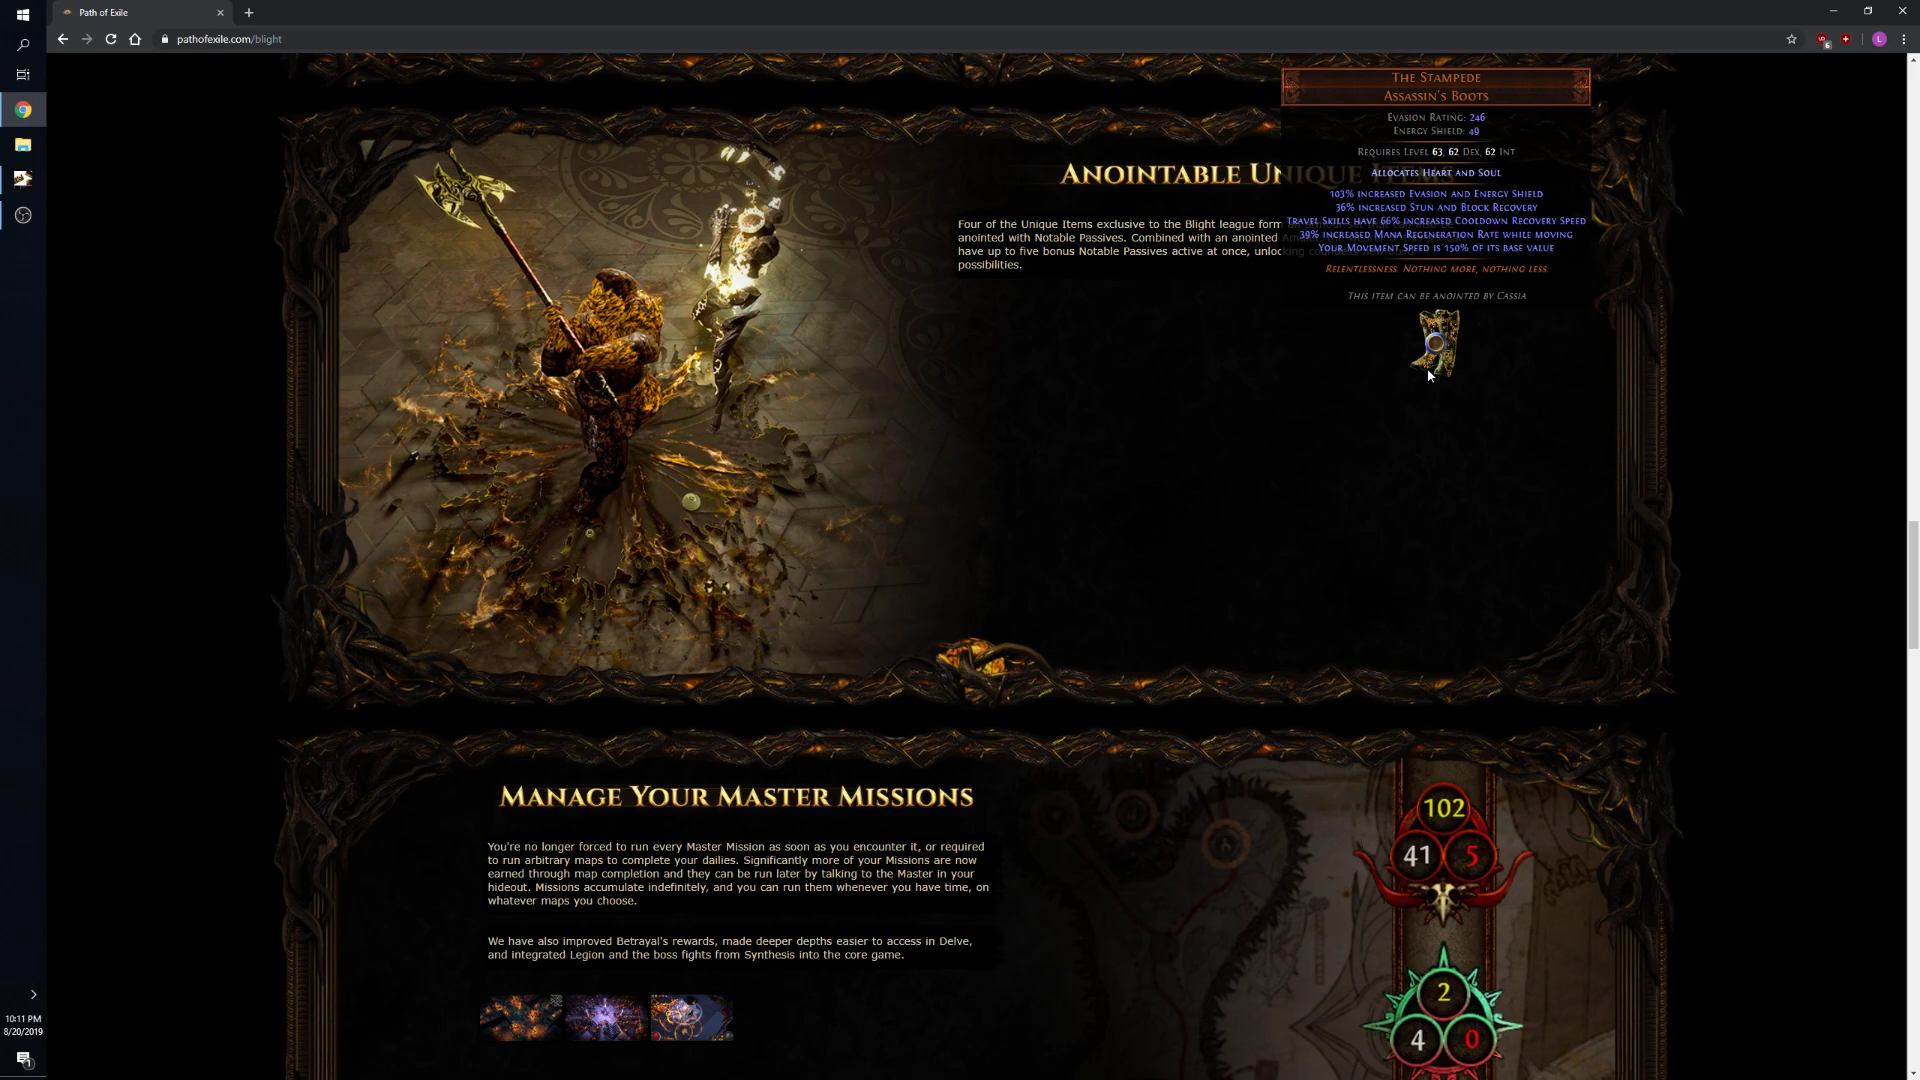 Path of Exile
pathofexile.com/blight
The Stampede
Assassin's Boots
Evasion Rating: 246
Energy Shield: 49
Requires Level 63, 62 Dex, 62 Int
Allocates Heart and Soul
103% increased Evasion and Energy Shield
36% increased Stun and Block Recovery
Travel Skills have 66% increased Cooldown Recovery Speed
39% increased Mana Regeneration Rate while moving
Your Movement Speed is 150% of its base value
Relentlessness. Nothing more, nothing less.
This item can be anointed by Cassia
Anointable Unique Items
Four of the Unique Items exclusive to the Blight league form
anointed with Notable Passives. Combined with an anointed
have up to five bonus Notable Passives active at once, unlocking
possibilities.
Manage Your Master Missions
You're no longer forced to run every Master Mission as soon as you encounter it, or required
to run arbitrary maps to complete your dailies. Significantly more of your Missions are now
earned through map completion and they can be run later by talking to the Master in your
hideout. Missions accumulate indefinitely, and you can run them whenever you have time, on
whatever maps you choose.
We have also improved Betrayal's rewards, made deeper depths easier to access in Delve,
and integrated Legion and the boss fights from Synthesis into the core game.
102
41 5
2
4 0
10:11 PM
8/20/2019